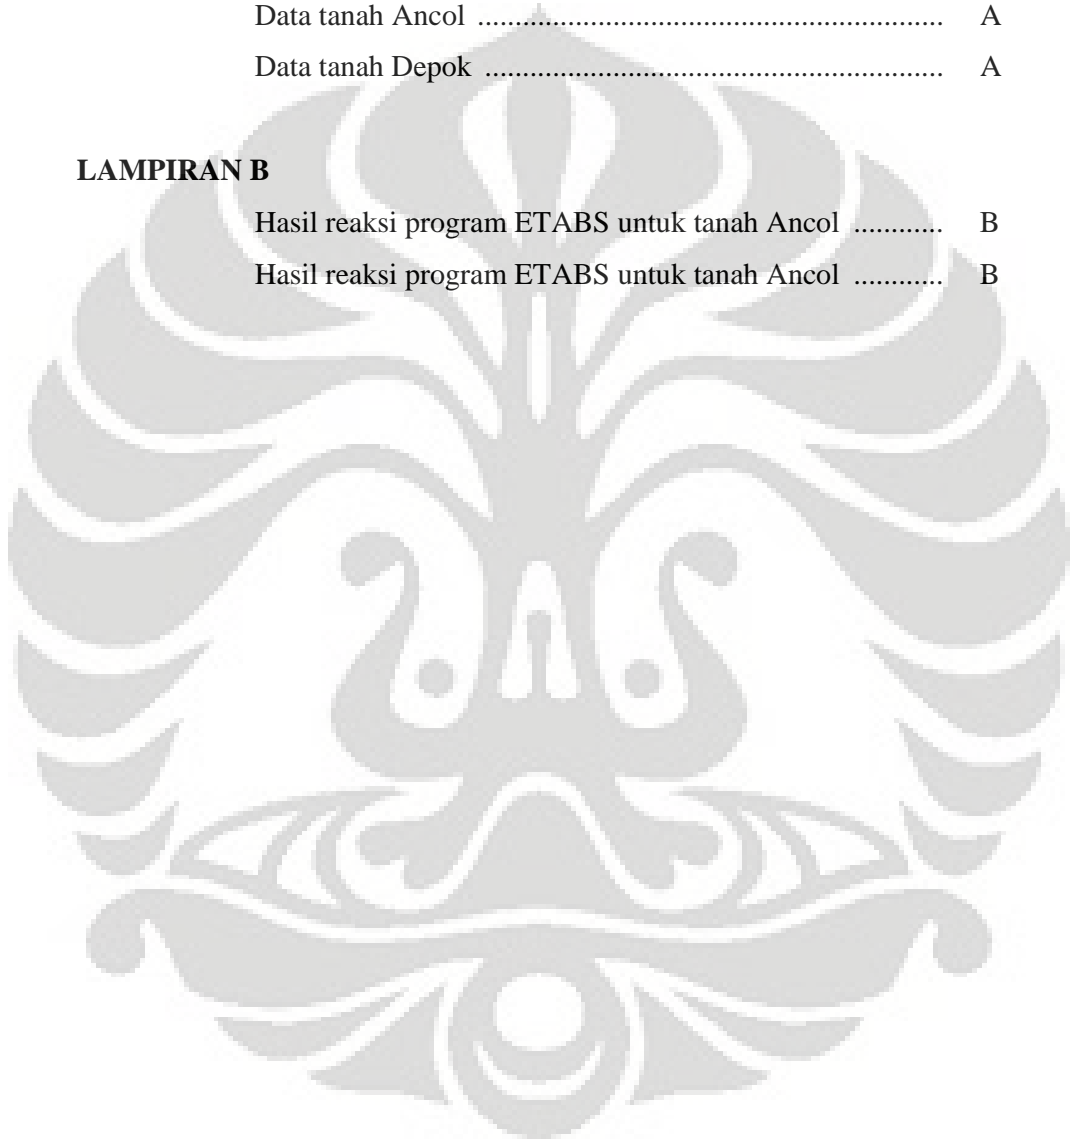 Data tanah Ancol .............................................................. A
Data tanah Depok ............................................................. A
LAMPIRAN B
Hasil reaksi program ETABS untuk tanah Ancol ............ B
Hasil reaksi program ETABS untuk tanah Ancol ............ B